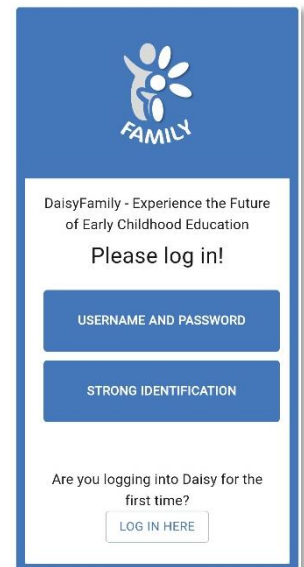 FAMILY
DaisyFamily - Experience the Future
of Early Childhood Education
Please log in!
USERNAME AND PASSWORD
STRONG IDENTIFICATION
Are you logging into Daisy for the
first time?
LOG IN HERE